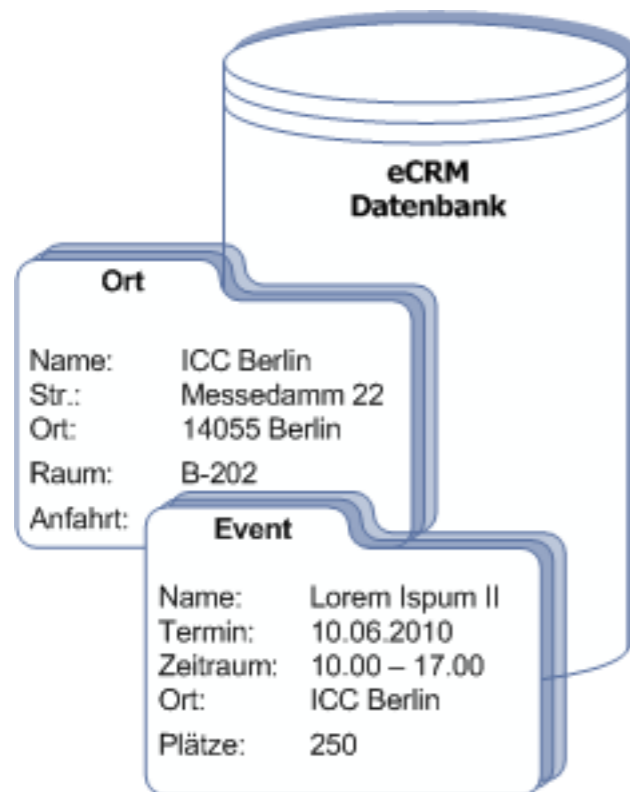 eCRM
Datenbank
Ort
Name: ICC Berlin
Str.: Messedamm 22
Ort: 14055 Berlin
Raum: B-202
Anfahrt:
Event
Name: Lorem Ispum II
Termin: 10.06.2010
Zeitraum: 10.00 – 17.00
Ort: ICC Berlin
Plätze: 250